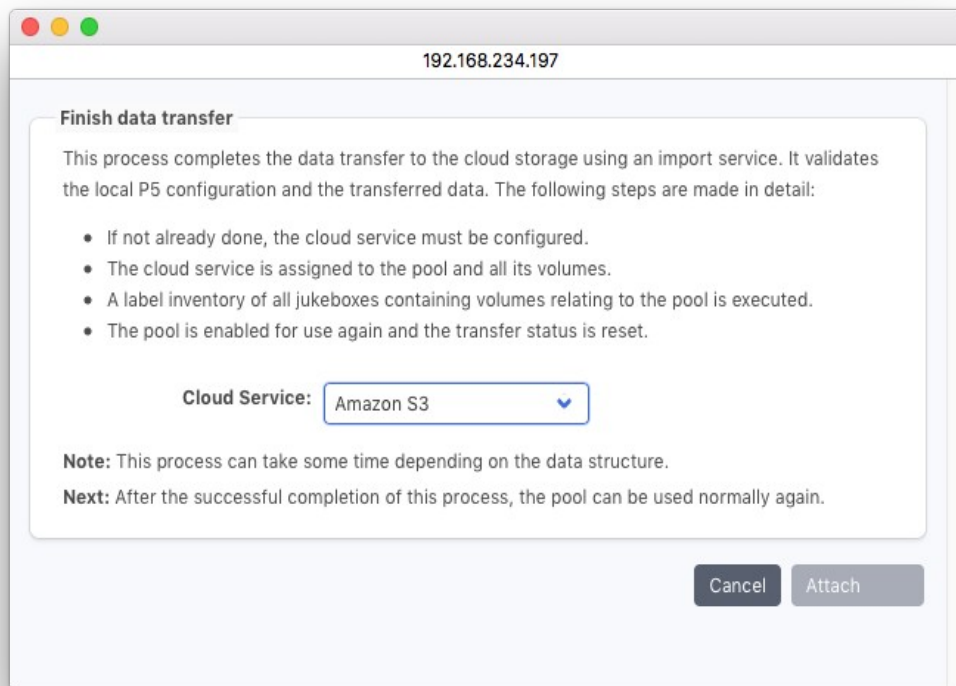 192.168.234.197
Finish data transfer
This process completes the data transfer to the cloud storage using an import service. It validates
the local P5 configuration and the transferred data. The following steps are made in detail:
• If not already done, the cloud service must be configured.
• The cloud service is assigned to the pool and all its volumes.
• A label inventory of all jukeboxes containing volumes relating to the pool is executed.
• The pool is enabled for use again and the transfer status is reset.
Cloud Service: Amazon S3
Note: This process can take some time depending on the data structure.
Next: After the successful completion of this process, the pool can be used normally again.
Cancel Attach